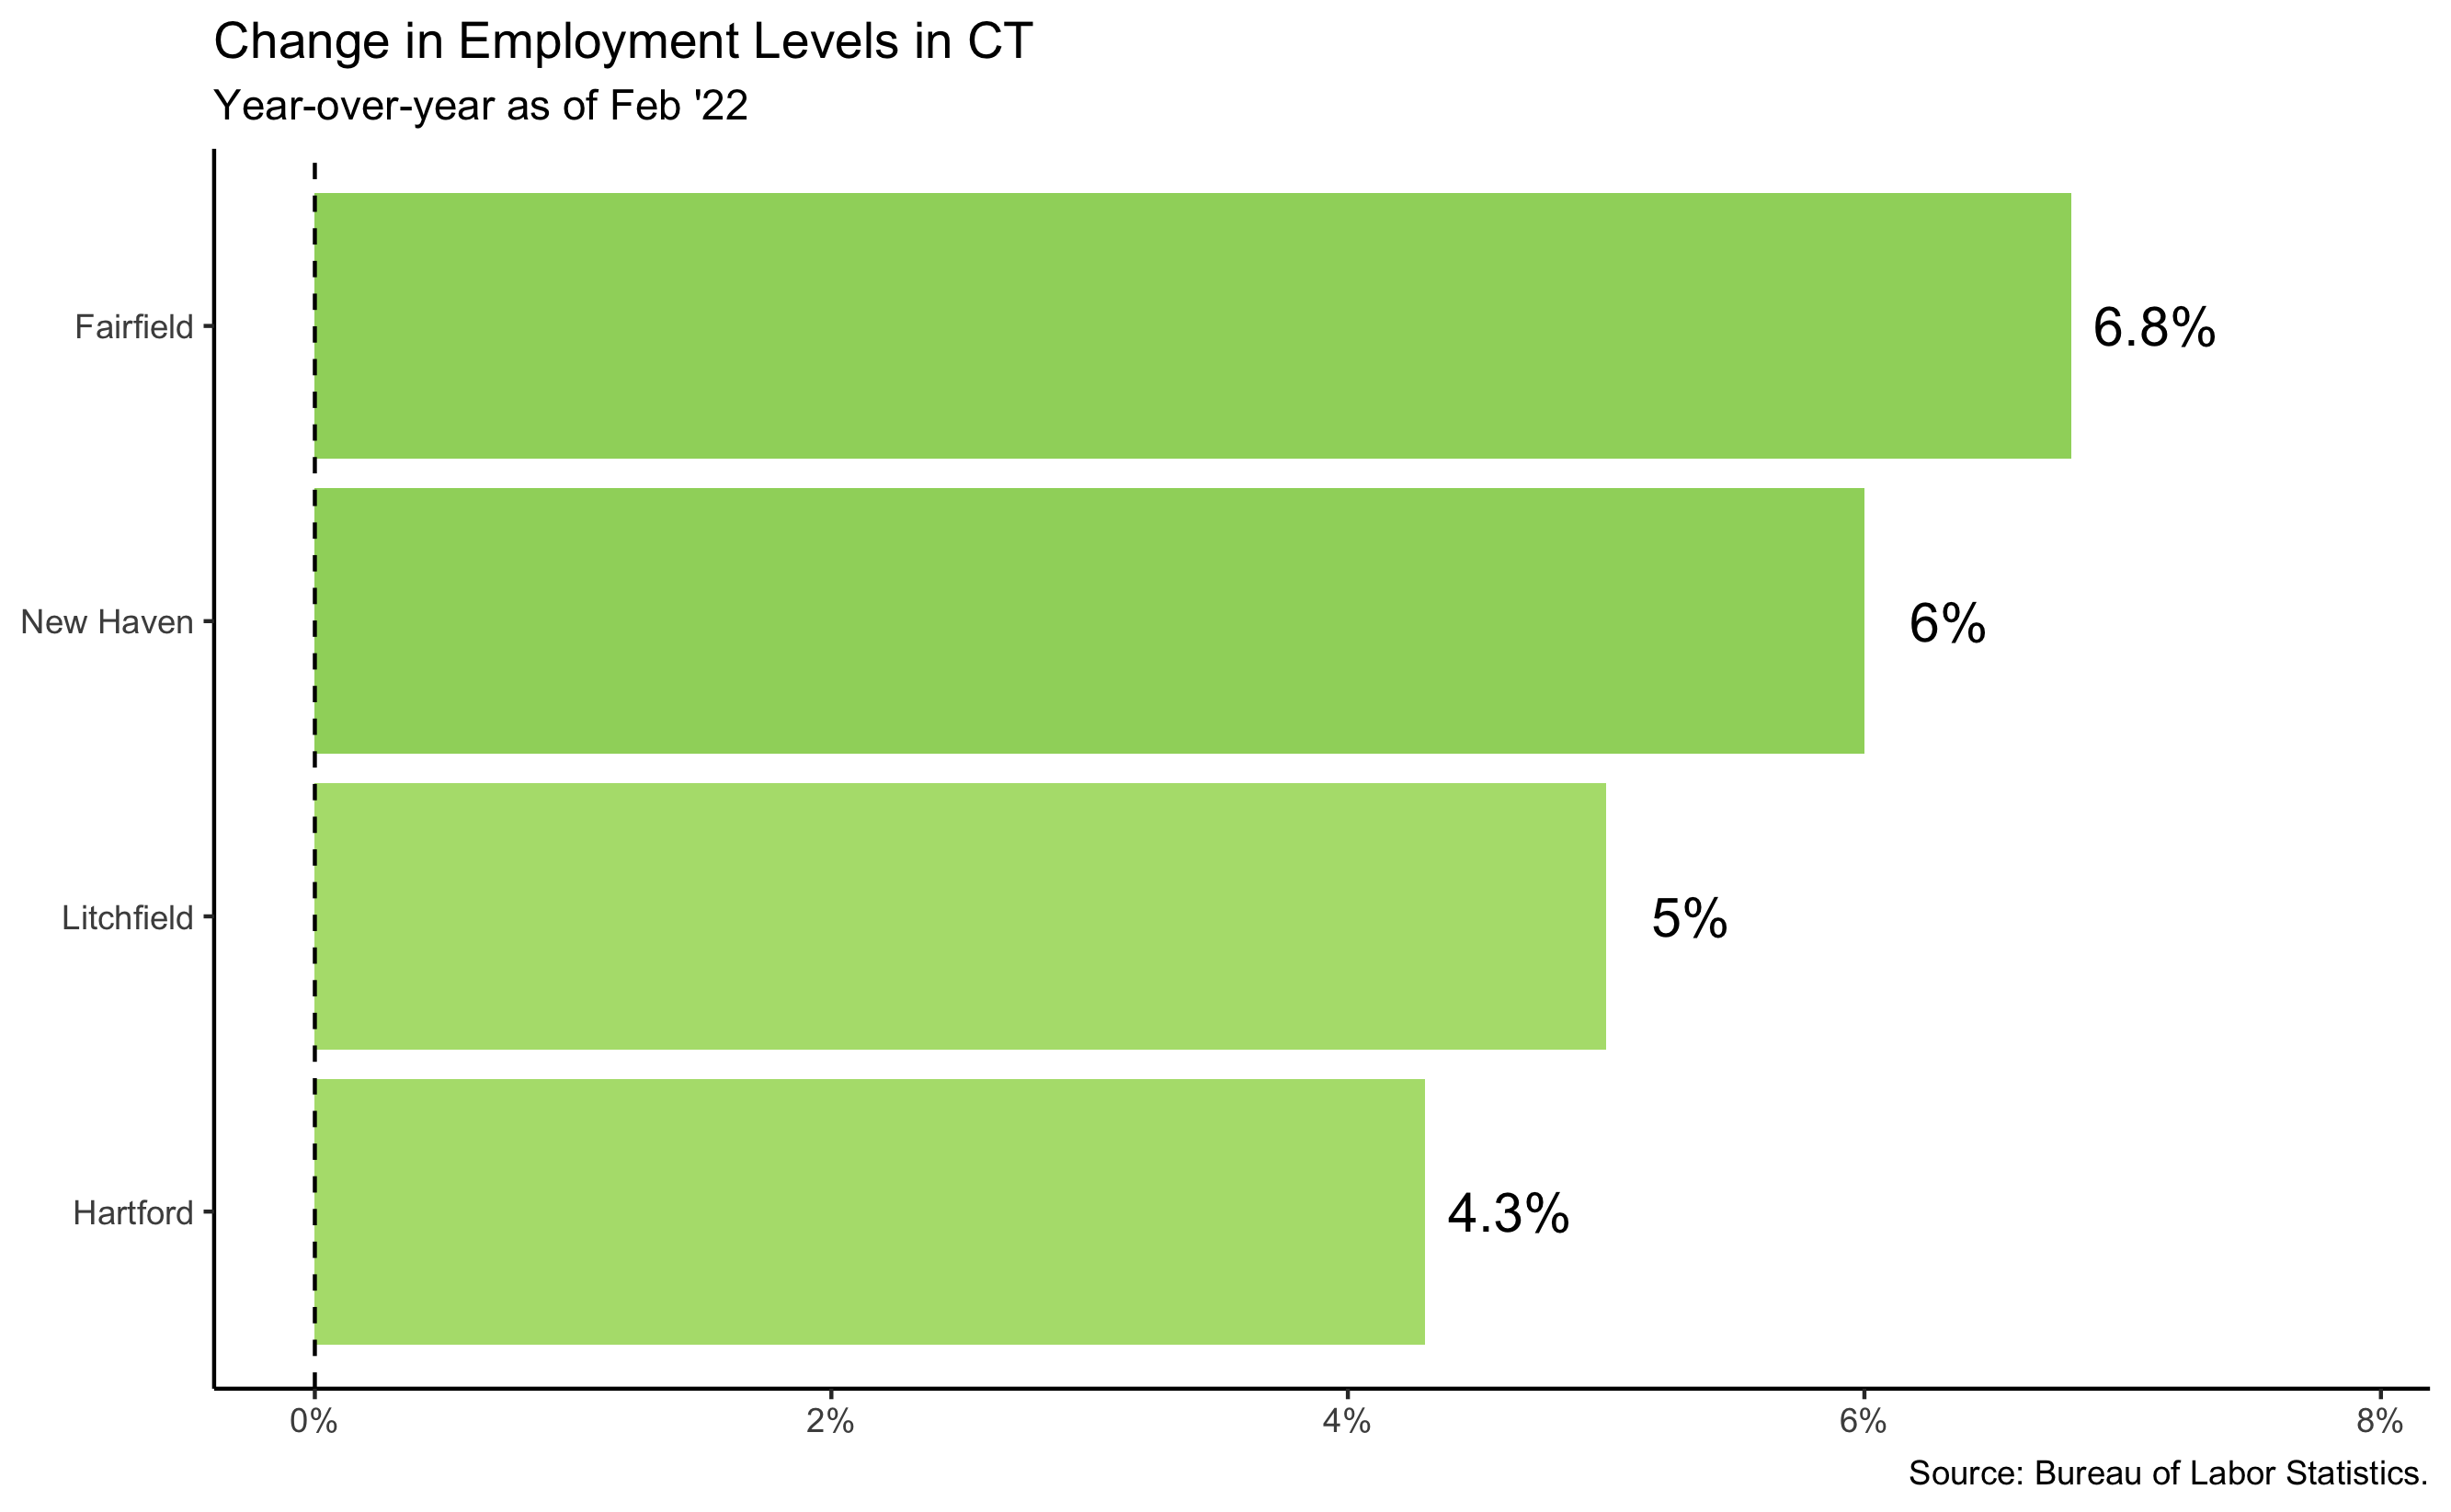 Change in Employment Levels in CT
Year-over-year as of Feb '22
Fairfield
6.8%
New Haven
6%
Litchfield
5%
Hartford
4.3%
0% 2% 4% 6% 8%
Source: Bureau of Labor Statistics.